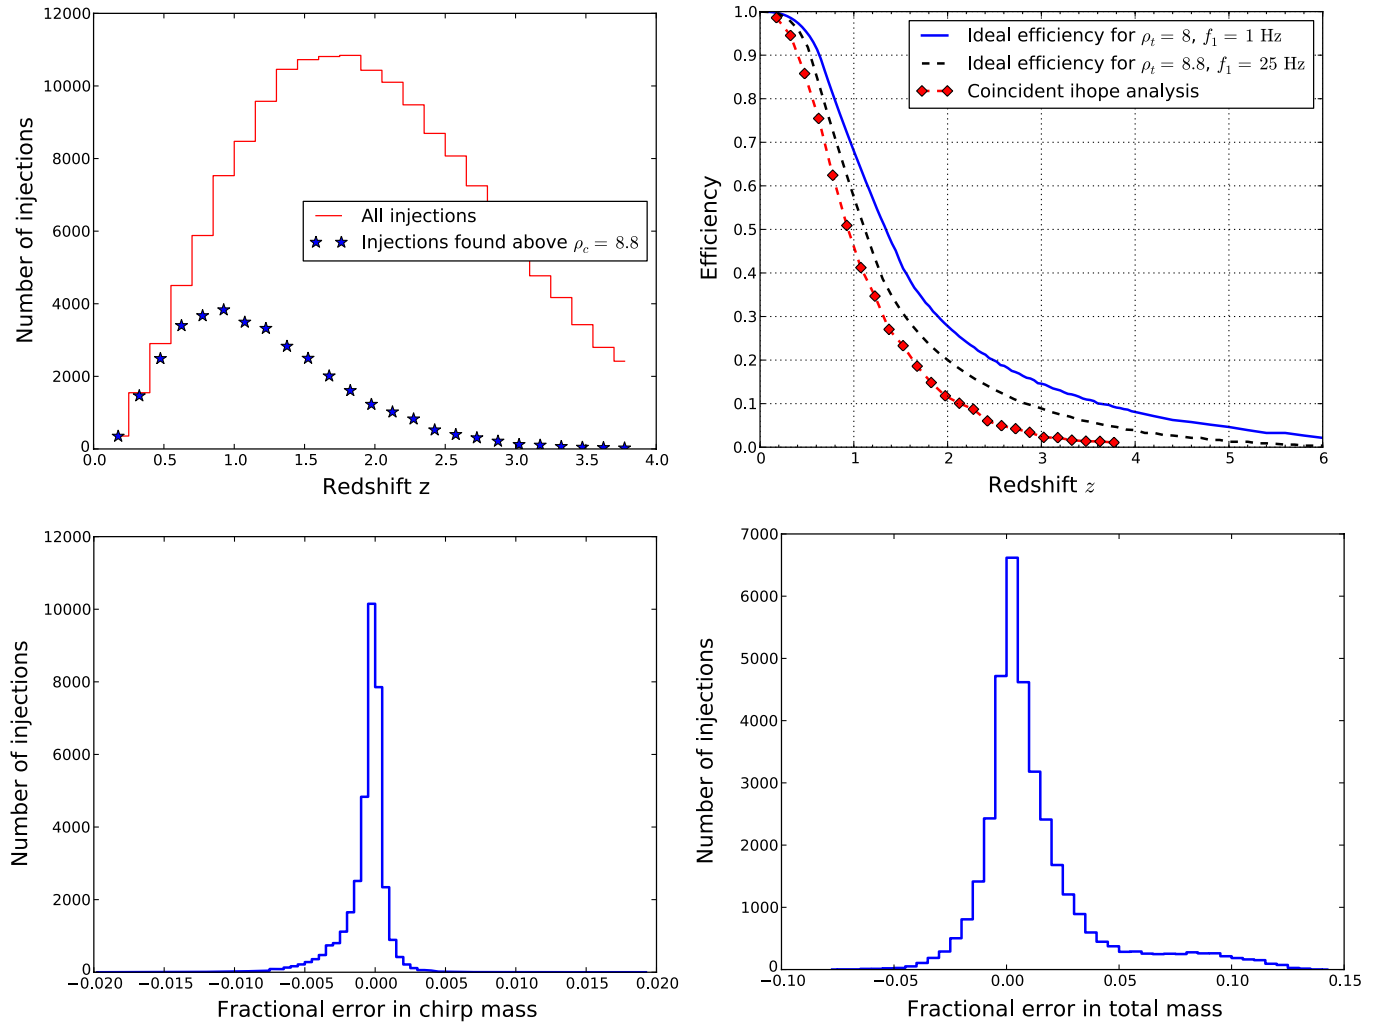 12000
10000
8000
6000
4000
2000
0
0.0 0.5 1.0 1.5 2.0 2.5 3.0 3.5 4.0
Redshift z
Number of injections
All injections
Injections found above ρ_c = 8.8
1.0
0.9
0.8
0.7
0.6
0.5
0.4
0.3
0.2
0.1
0.0
0 1 2 3 4 5 6
Redshift z
Efficiency
Ideal efficiency for ρ_t = 8, f_1 = 1 Hz
Ideal efficiency for ρ_t = 8.8, f_1 = 25 Hz
Coincident ihope analysis
12000
10000
8000
6000
4000
2000
0
−0.020 −0.015 −0.010 −0.005 0.000 0.005 0.010 0.015 0.020
Fractional error in chirp mass
Number of injections
7000
6000
5000
4000
3000
2000
1000
0
−0.10 −0.05 0.00 0.05 0.10 0.15
Fractional error in total mass
Number of injections